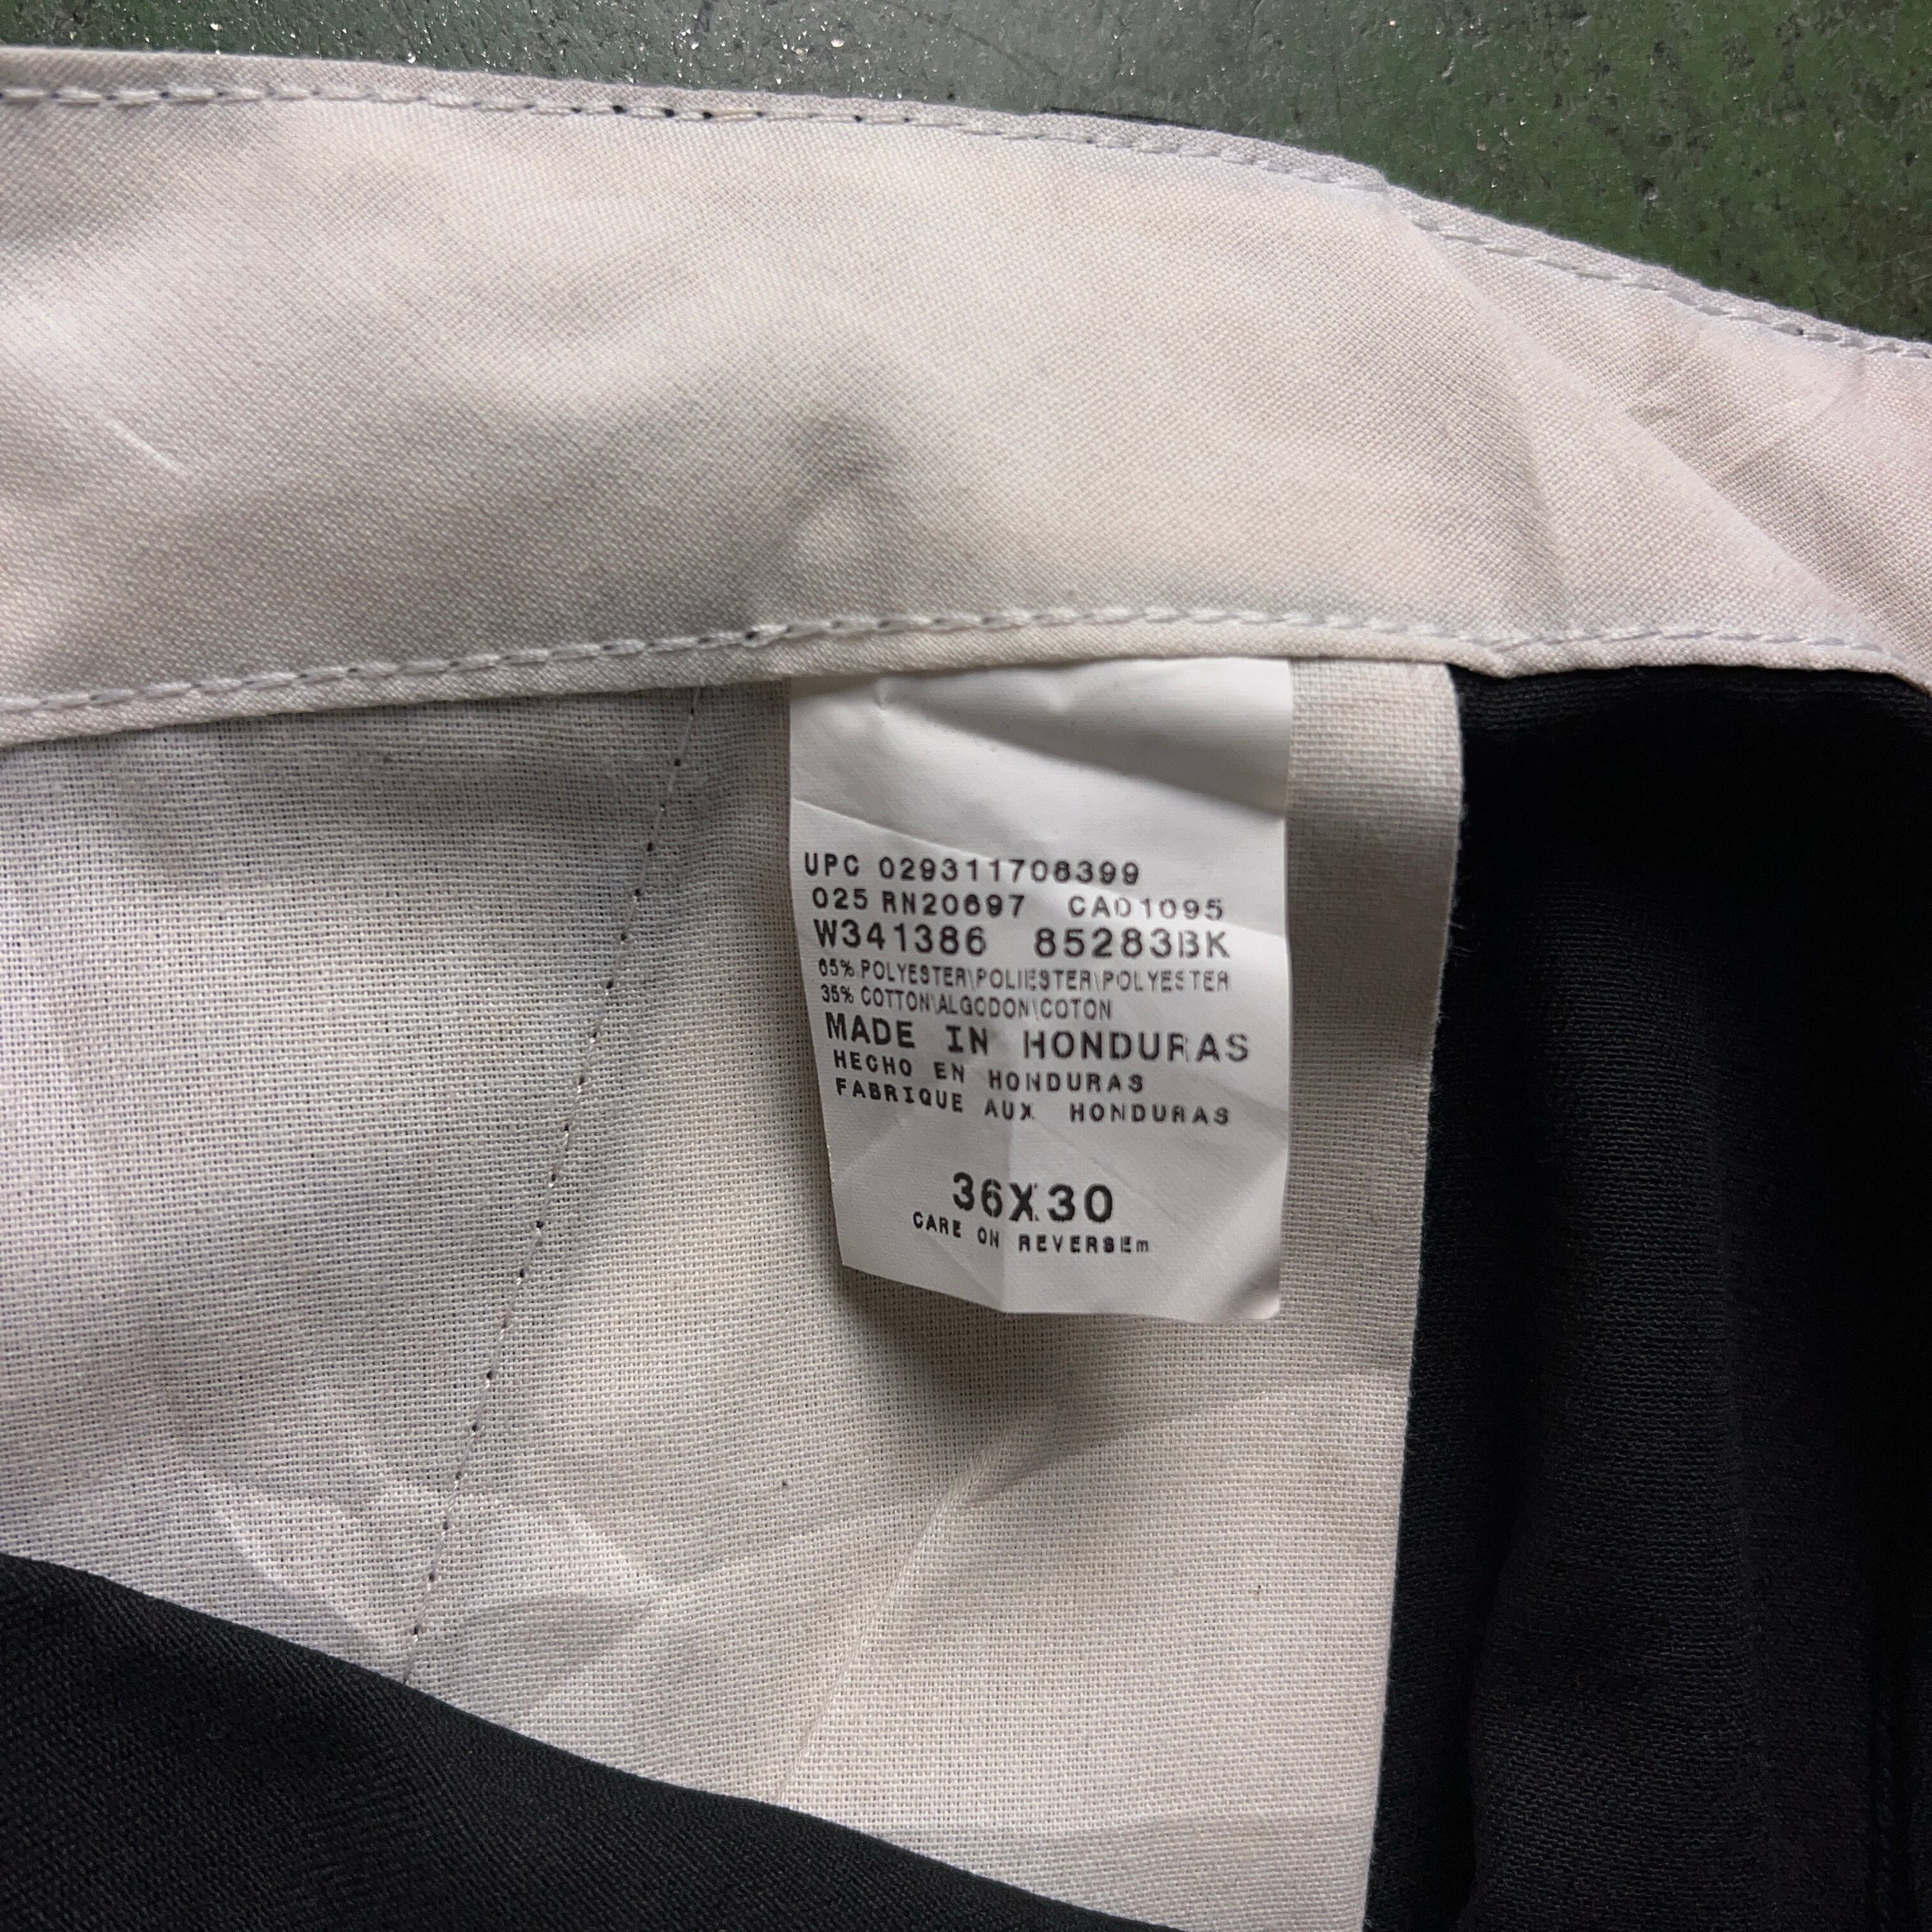 UPC 029311708399
025 RN20697 CA01095
W341386 85283BK
65% POLYESTER\POLIESTER\POLYESTER
35% COTTON\ALGODON\COTON
MADE IN HONDURAS
HECHO EN HONDURAS
FABRIQUE AUX HONDURAS
36X30
CARE ON REVERSEm